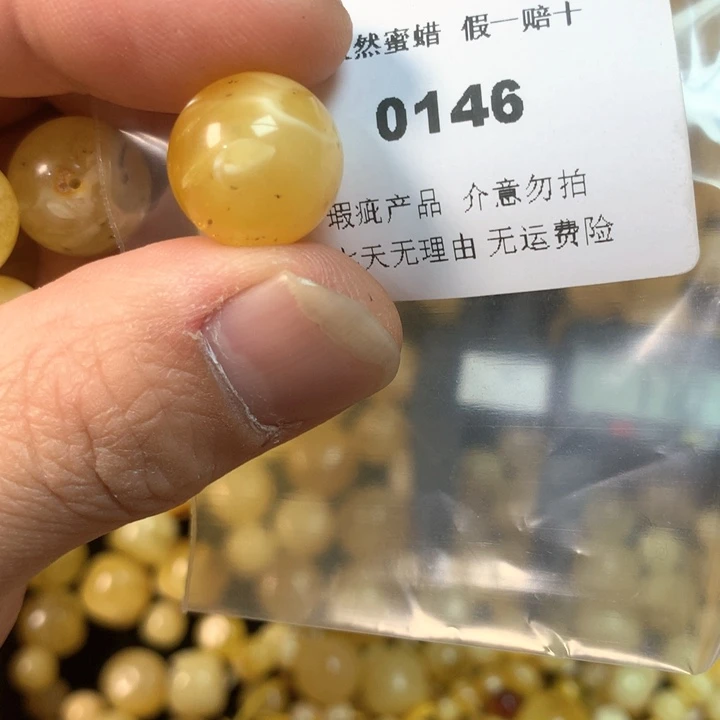 然蜜蜡 假一赔十
0146
瑕疵产品 介意勿拍
天无理由 无运费险